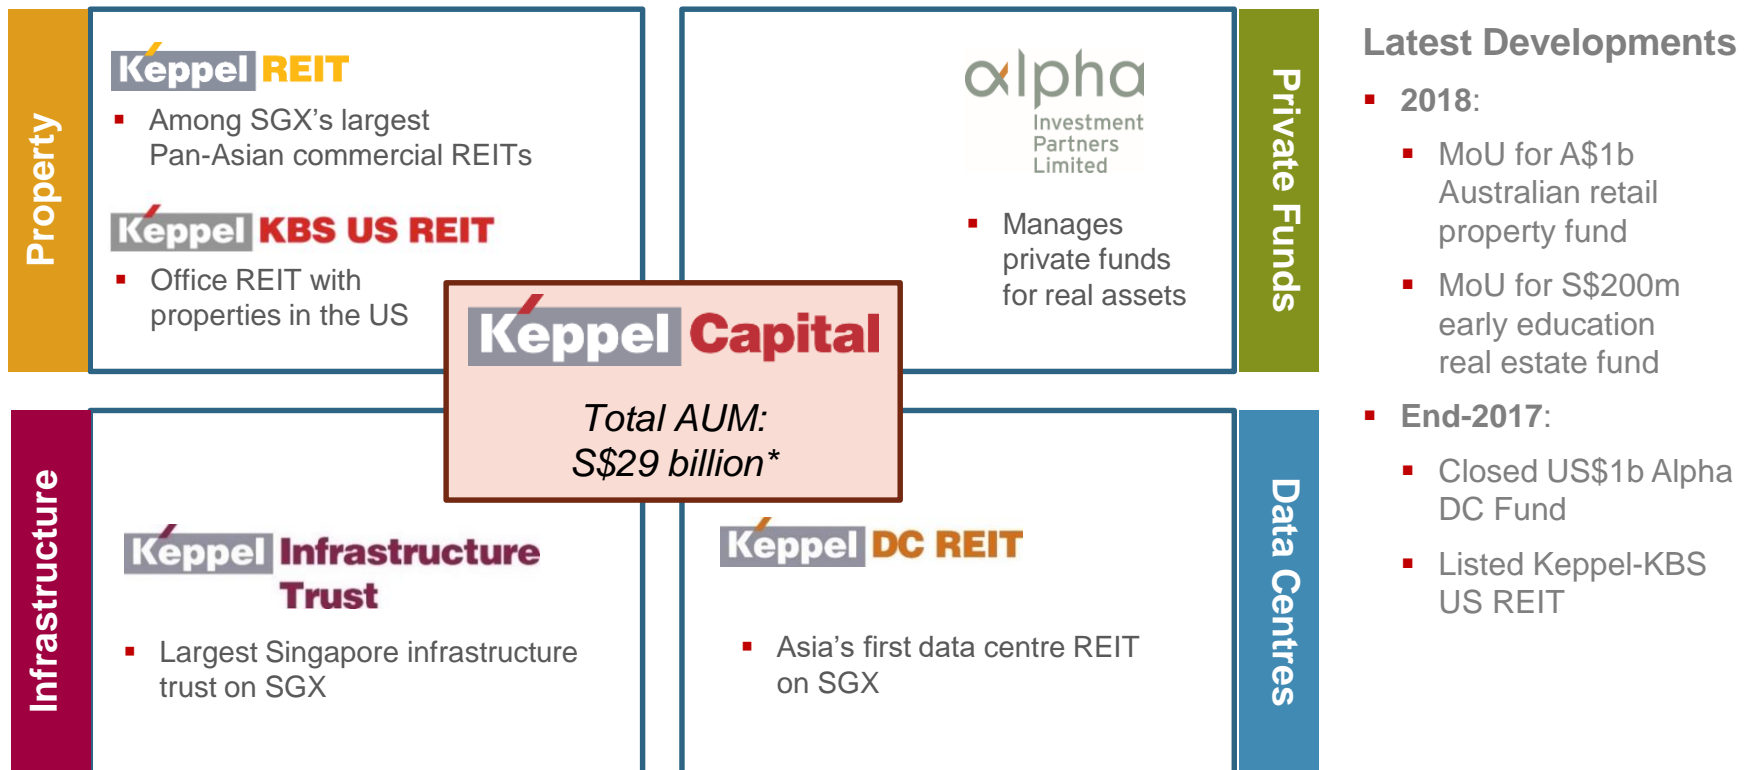 Property
Keppel REIT
▪ Among SGX's largest
Pan-Asian commercial REITs
Keppel KBS US REIT
▪ Office REIT with
properties in the US
alpha
Investment
Partners
Limited
▪ Manages
private funds
for real assets
Private Funds
Keppel Capital
Total AUM:
S$29 billion*
Infrastructure
Keppel Infrastructure
Trust
▪ Largest Singapore infrastructure
trust on SGX
Keppel DC REIT
▪ Asia's first data centre REIT
on SGX
Data Centres
Latest Developments
▪ 2018:
▪ MoU for A$1b
Australian retail
property fund
▪ MoU for S$200m
early education
real estate fund
▪ End-2017:
▪ Closed US$1b Alpha
DC Fund
▪ Listed Keppel-KBS
US REIT